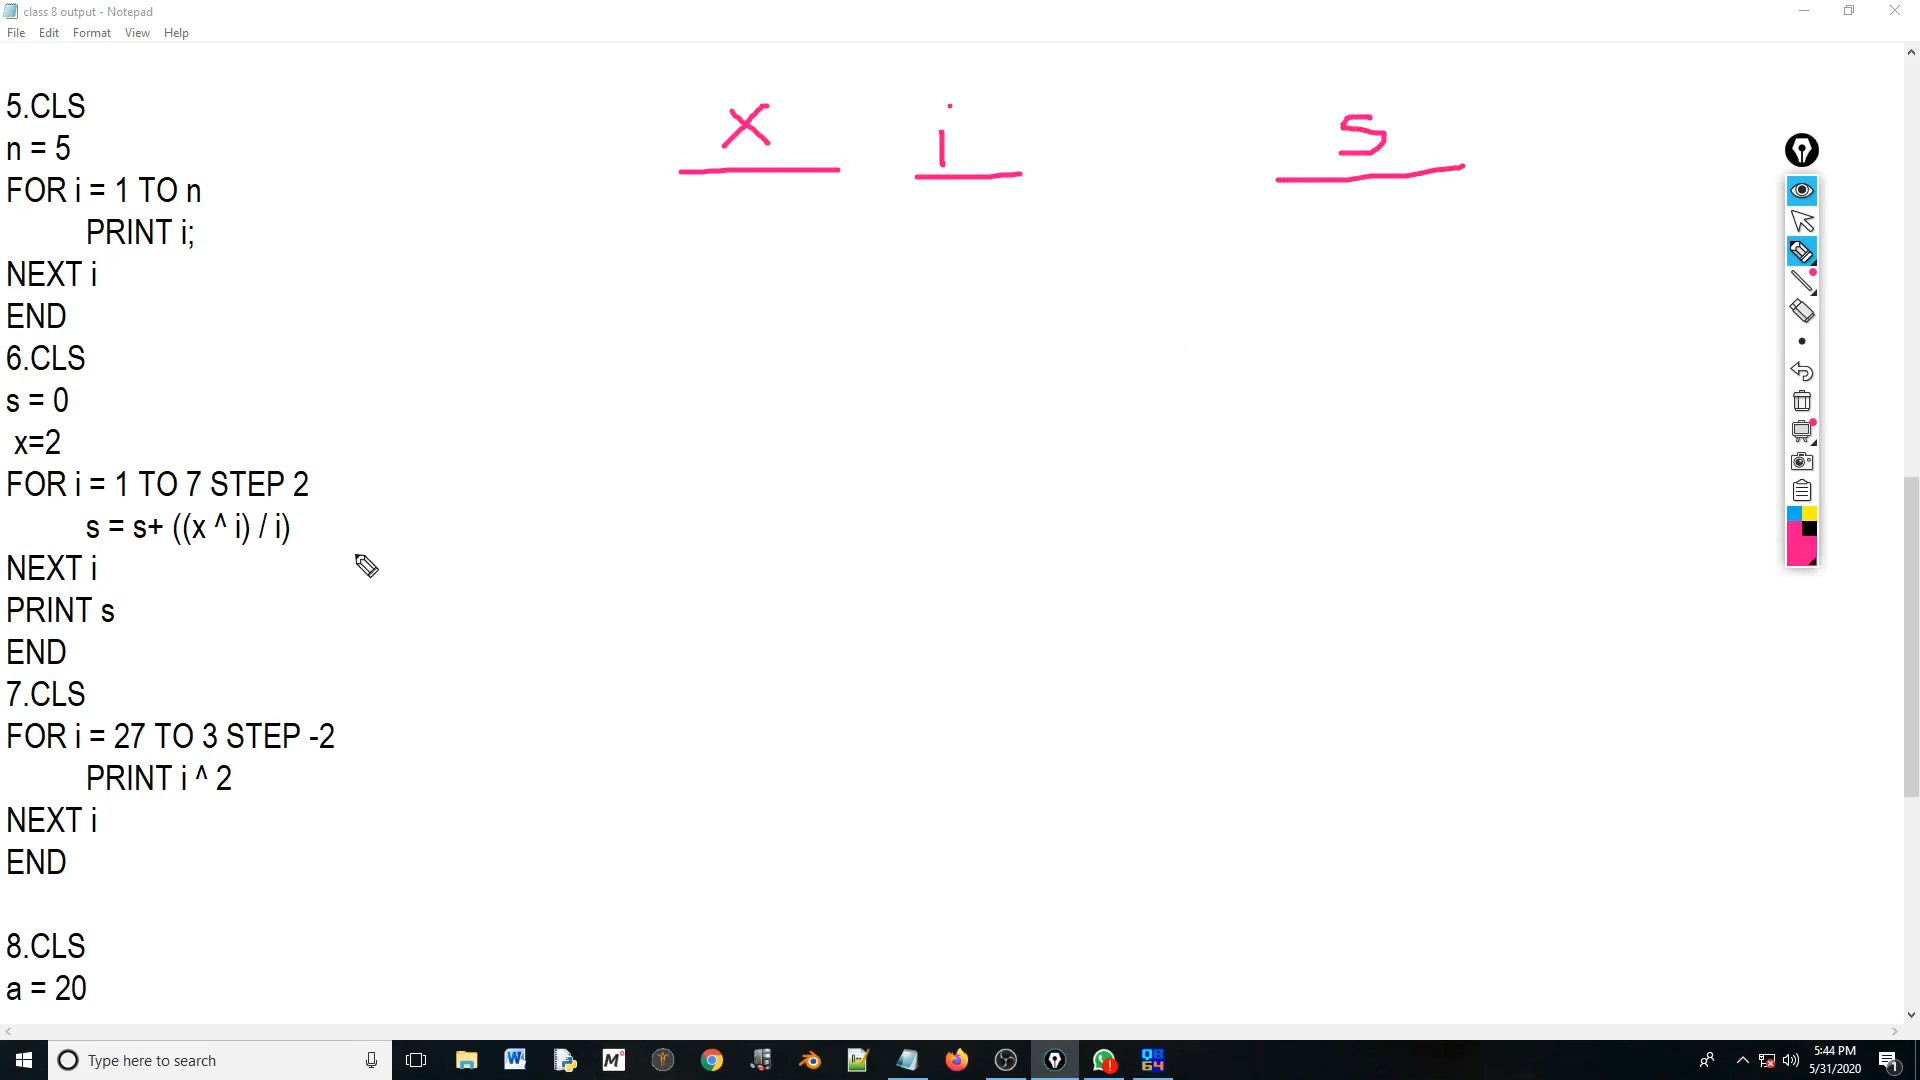 class 8 output - Notepad
File Edit Format View Help
5.CLS
n = 5
FOR i = 1 TO n
PRINT i;
NEXT i
END
6.CLS
s = 0
x=2
FOR i = 1 TO 7 STEP 2
s = s+ ((x ^ i) / i)
NEXT i
PRINT s
END
7.CLS
FOR i = 27 TO 3 STEP -2
PRINT i ^ 2
NEXT i
END
8.CLS
a = 20
x i s
Type here to search
5:44 PM
5/31/2020